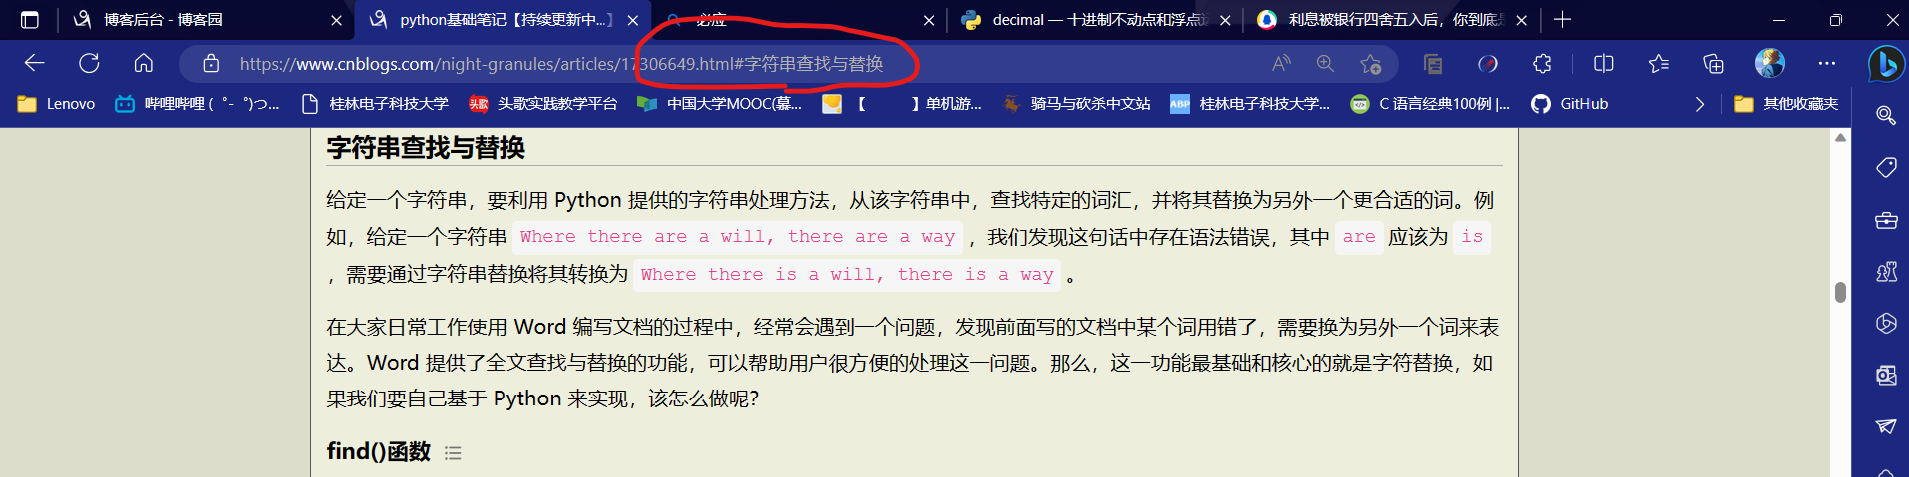 博客后台 - 博客园
python基础笔记【持续更新中...】
必应
decimal — 十进制不动点和浮点
利息被银行四舍五入后，你到底是
https://www.cnblogs.com/night-granules/articles/17306649.html#字符串查找与替换
Lenovo
哔哩哔哩 (゜-゜)つ...
桂林电子科技大学
头歌 头歌实践教学平台
中国大学MOOC(慕...
【 】单机游...
骑马与砍杀中文站
ABP 桂林电子科技大学...
C 语言经典100例 |...
GitHub
其他收藏夹
字符串查找与替换
给定一个字符串，要利用 Python 提供的字符串处理方法，从该字符串中，查找特定的词汇，并将其替换为另外一个更合适的词。例
如，给定一个字符串 Where there are a will, there are a way ，我们发现这句话中存在语法错误，其中 are 应该为 is
，需要通过字符串替换将其转换为 Where there is a will, there is a way 。
在大家日常工作使用 Word 编写文档的过程中，经常会遇到一个问题，发现前面写的文档中某个词用错了，需要换为另外一个词来表
达。Word 提供了全文查找与替换的功能，可以帮助用户很方便的处理这一问题。那么，这一功能最基础和核心的就是字符替换，如
果我们要自己基于 Python 来实现，该怎么做呢？
find()函数